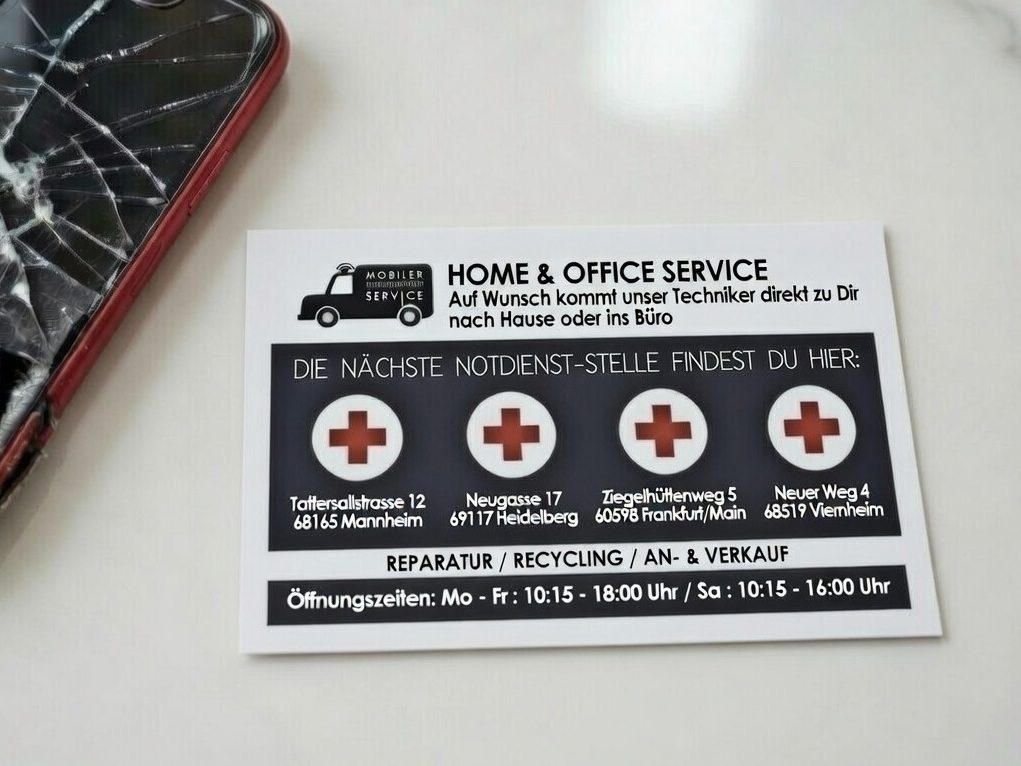 MOBILER
SERVICE
HOME & OFFICE SERVICE
Auf Wunsch kommt unser Techniker direkt zu Dir
nach Hause oder ins Büro
DIE NÄCHSTE NOTDIENST-STELLE FINDEST DU HIER:
Tattersallstrasse 12
68165 Mannheim
Neugasse 17
69117 Heidelberg
Ziegelhüttenweg 5
60598 Frankfurt/Main
Neuer Weg 4
68519 Viernheim
REPARATUR / RECYCLING / AN- & VERKAUF
Öffnungszeiten: Mo - Fr : 10:15 - 18:00 Uhr / Sa : 10:15 - 16:00 Uhr